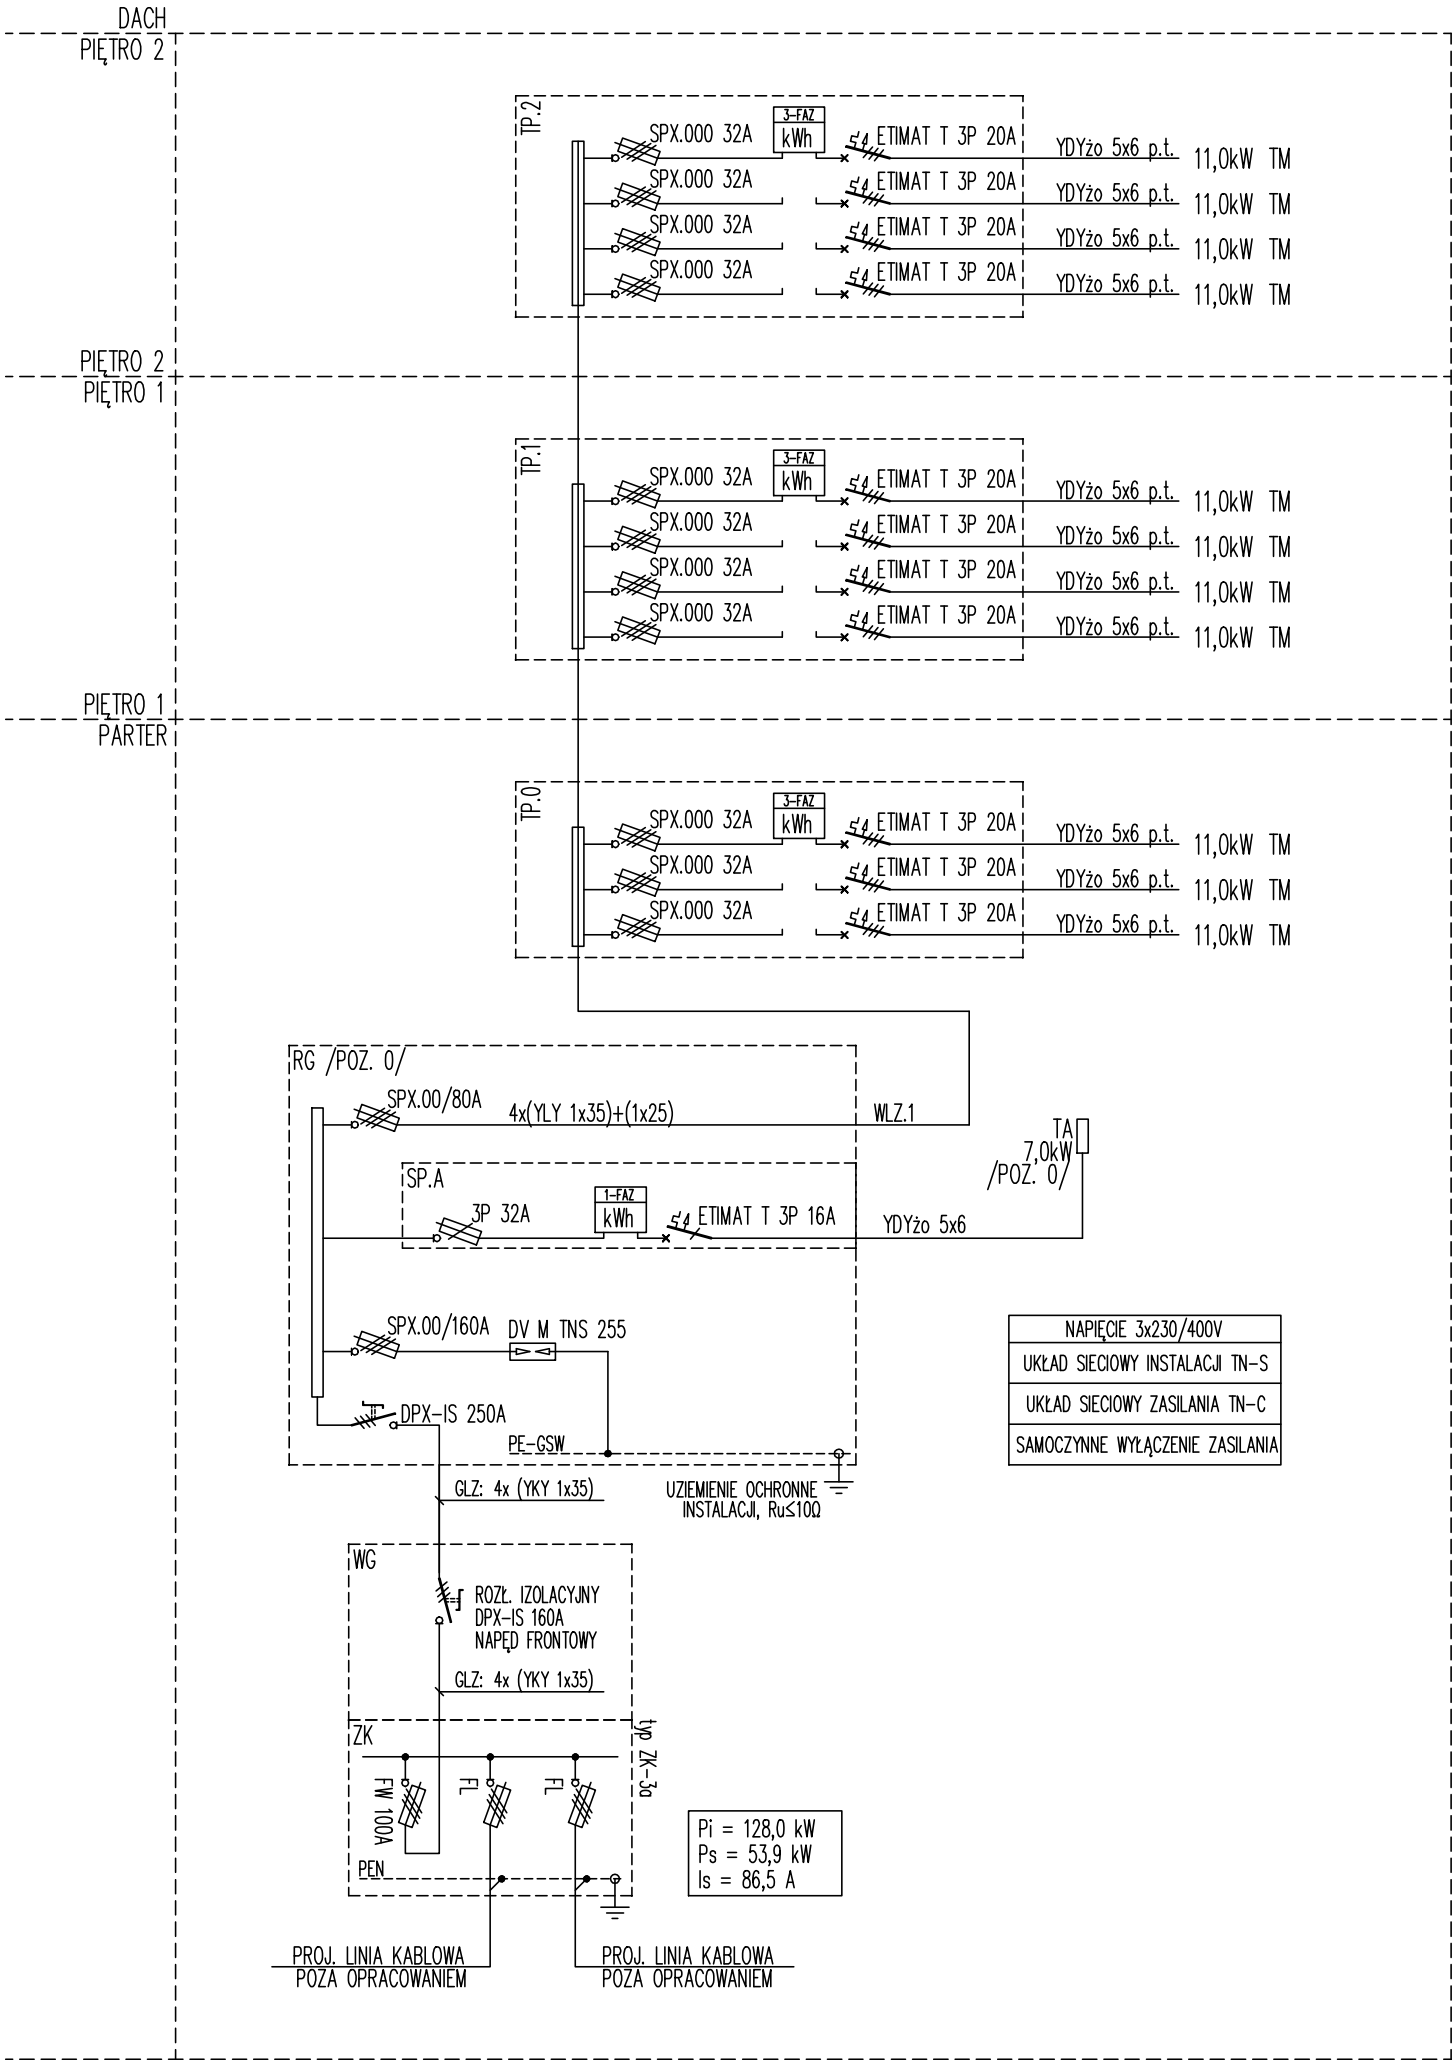 DACH
PIĘTRO 2
TP.2
3-FAZ
kWh
SPX.000 32A
ETIMAT T 3P 20A
YDYżo 5x6 p.t.
11,0kW TM
SPX.000 32A
ETIMAT T 3P 20A
YDYżo 5x6 p.t.
11,0kW TM
SPX.000 32A
ETIMAT T 3P 20A
YDYżo 5x6 p.t.
11,0kW TM
SPX.000 32A
ETIMAT T 3P 20A
YDYżo 5x6 p.t.
11,0kW TM
PIĘTRO 2
PIĘTRO 1
TP.1
3-FAZ
kWh
SPX.000 32A
ETIMAT T 3P 20A
YDYżo 5x6 p.t.
11,0kW TM
SPX.000 32A
ETIMAT T 3P 20A
YDYżo 5x6 p.t.
11,0kW TM
SPX.000 32A
ETIMAT T 3P 20A
YDYżo 5x6 p.t.
11,0kW TM
SPX.000 32A
ETIMAT T 3P 20A
YDYżo 5x6 p.t.
11,0kW TM
PIĘTRO 1
PARTER
TP.0
3-FAZ
kWh
SPX.000 32A
ETIMAT T 3P 20A
YDYżo 5x6 p.t.
11,0kW TM
SPX.000 32A
ETIMAT T 3P 20A
YDYżo 5x6 p.t.
11,0kW TM
SPX.000 32A
ETIMAT T 3P 20A
YDYżo 5x6 p.t.
11,0kW TM
RG /POZ. 0/
SPX.00/80A
4x(YLY 1x35)+(1x25)
WLZ.1
TA
7,0kW
/POZ. 0/
SP.A
3P 32A
1-FAZ
kWh
ETIMAT T 3P 16A
YDYżo 5x6
SPX.00/160A
DV M TNS 255
DPX-IS 250A
PE-GSW
NAPIĘCIE 3x230/400V
UKŁAD SIECIOWY INSTALACJI TN-S
UKŁAD SIECIOWY ZASILANIA TN-C
SAMOCZYNNE WYŁĄCZENIE ZASILANIA
GLZ: 4x (YKY 1x35)
UZIEMIENIE OCHRONNE
INSTALACJI, Ru≤10Ω
WG
ROZŁ. IZOLACYJNY
DPX-IS 160A
NAPĘD FRONTOWY
GLZ: 4x (YKY 1x35)
ZK
typ ZK-3a
FW 100A
FL
FL
PEN
Pi = 128,0 kW
Ps = 53,9 kW
Is = 86,5 A
PROJ. LINIA KABLOWA
POZA OPRACOWANIEM
PROJ. LINIA KABLOWA
POZA OPRACOWANIEM